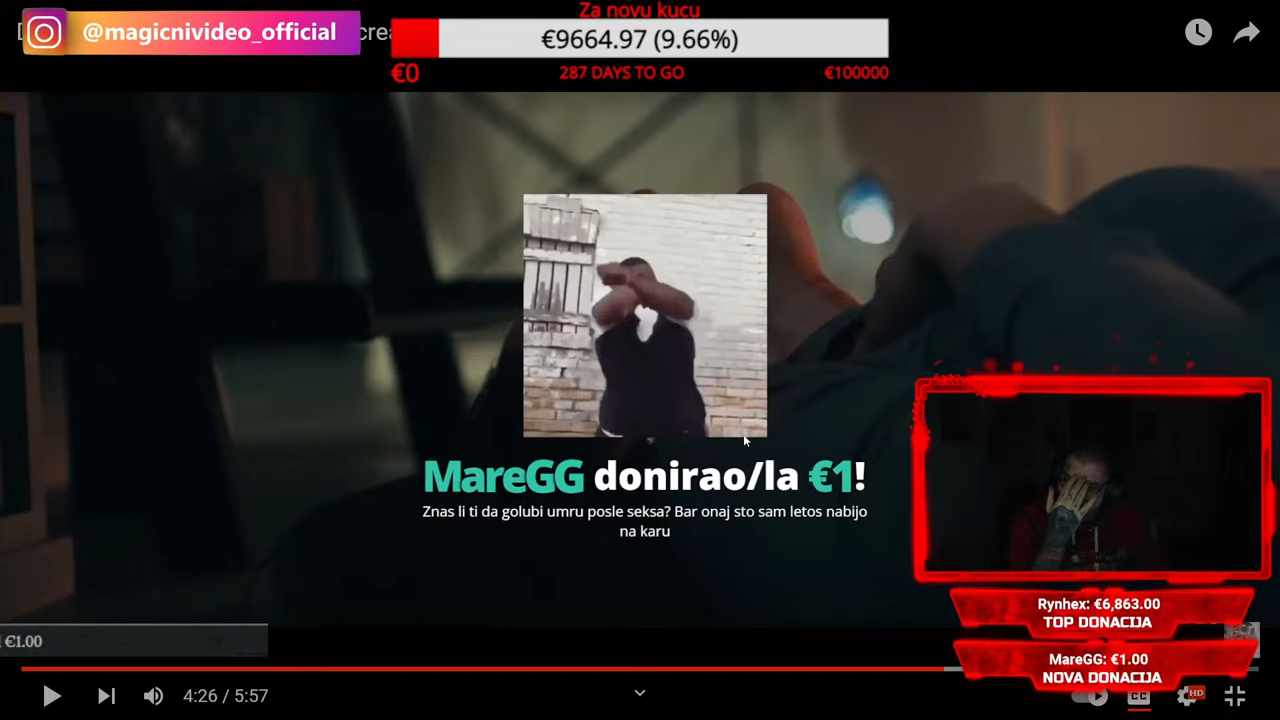 @magicnivideo_official
Za novu kucu
€9664.97 (9.66%)
€0
287 DAYS TO GO
€100000
MareGG donirao/la €1!
Znas li ti da golubi umru posle seksa? Bar onaj sto sam letos nabijo
na karu
Rynhex: €6,863.00
TOP DONACIJA
€1.00
MareGG: €1.00
NOVA DONACIJA
4:26 / 5:57
CC
HD